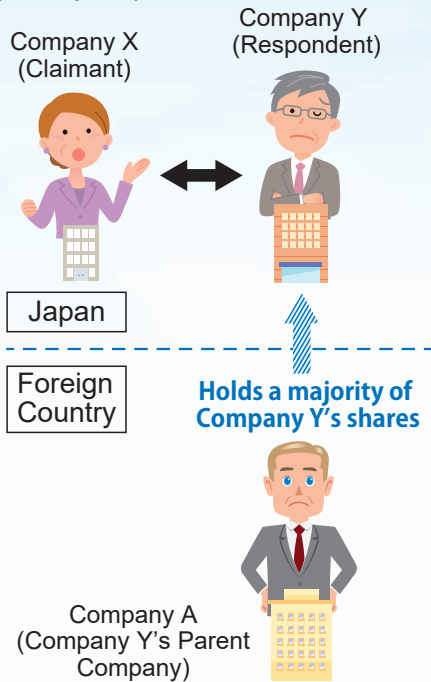 Company X
(Claimant)
Company Y
(Respondent)
Japan
Foreign
Country
Holds a majority of
Company Y's shares
Company A
(Company Y's Parent
Company)